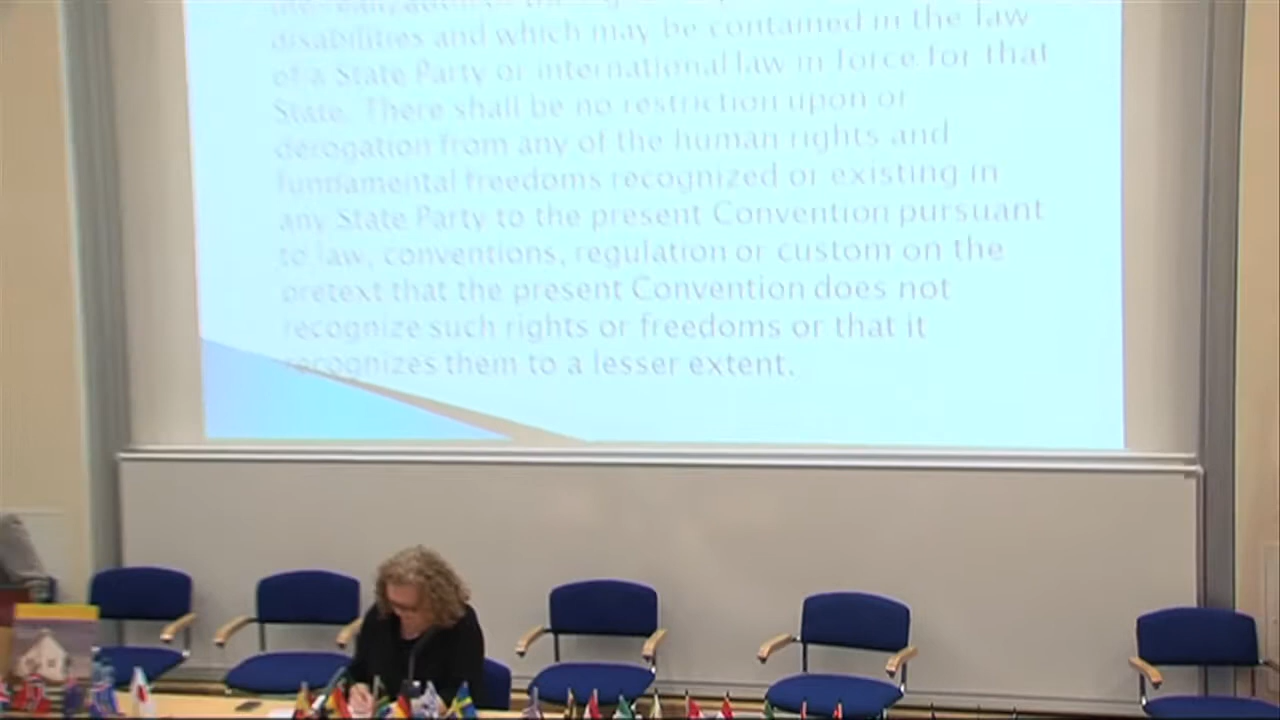 disabilities and which may be contained in the law
of a State Party or international law in force for that
State. There shall be no restriction upon or
derogation from any of the human rights and
fundamental freedoms recognized or existing in
any State Party to the present Convention pursuant
to law, conventions, regulation or custom on the
pretext that the present Convention does not
recognize such rights or freedoms or that it
recognizes them to a lesser extent.